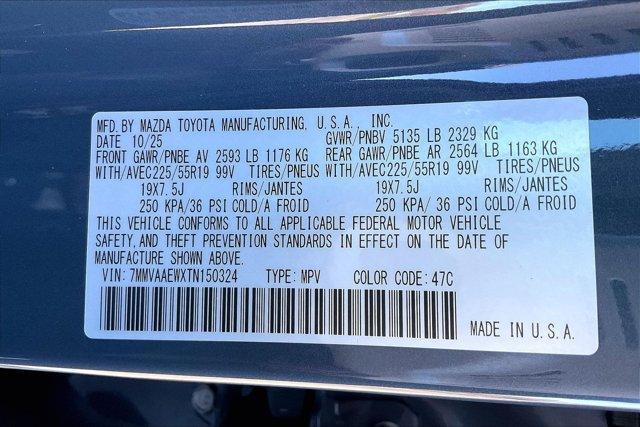 MFD. BY MAZDA TOYOTA MANUFACTURING, U.S.A., INC.
DATE 10/25 GVWR/PNBV 5135 LB 2329 KG
FRONT GAWR/PNBE AV 2593 LB 1176 KG REAR GAWR/PNBE AR 2564 LB 1163 KG
WITH/AVEC225/55R19 99V TIRES/PNEUS WITH/AVEC225/55R19 99V TIRES/PNEUS
19X7.5J RIMS/JANTES 19X7.5J RIMS/JANTES
250 KPA/36 PSI COLD/A FROID 250 KPA/36 PSI COLD/A FROID
THIS VEHICLE CONFORMS TO ALL APPLICABLE FEDERAL MOTOR VEHICLE
SAFETY, AND THEFT PREVENTION STANDARDS IN EFFECT ON THE DATE OF
MANUFACTURE SHOWN ABOVE.
VIN: 7MMVAAEWXTN150324 TYPE: MPV COLOR CODE: 47C
MADE IN U.S.A.